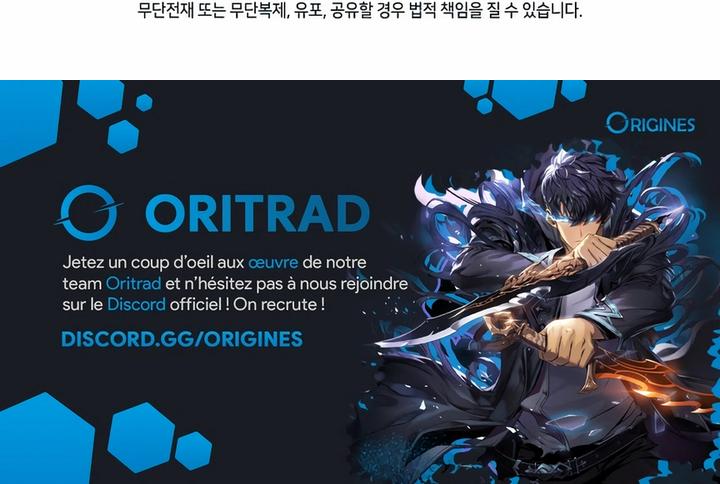 무단전재 또는 무단복제, 유포, 공유할 경우 법적 책임을 질 수 있습니다.
ORIGINES
ORITRAD
Jetez un coup d'oeil aux œuvre de notre
team Oritrad et n'hésitez pas à nous rejoindre
sur le Discord officiel ! On recrute !
DISCORD.GG/ORIGINES